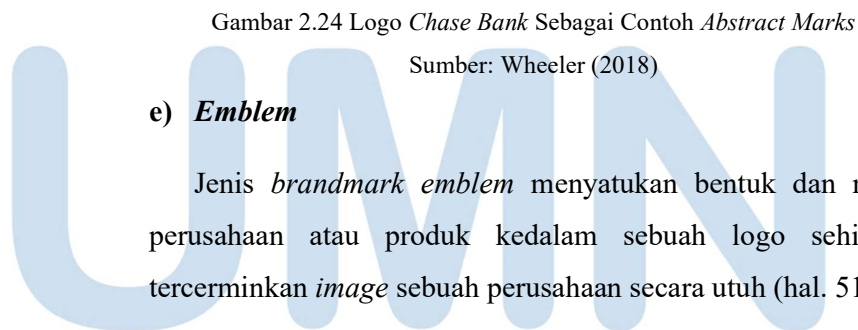 Gambar 2.24 Logo Chase Bank Sebagai Contoh Abstract Marks
Sumber: Wheeler (2018)
e) Emblem
Jenis brandmark emblem menyatukan bentuk dan
perusahaan atau produk kedalam sebuah logo
tercerminkan image sebuah perusahaan secara utuh (hal. 51
UMN